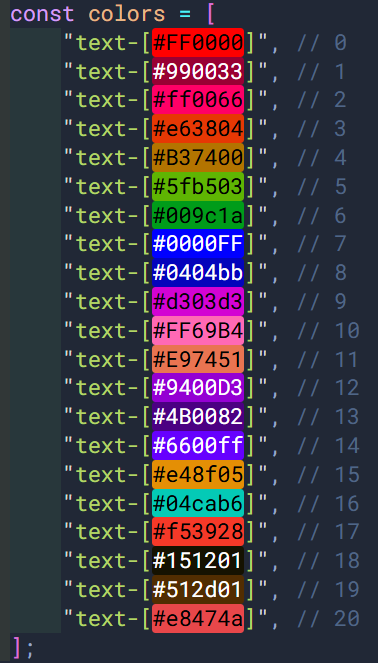 const colors = [
"text-[#FF0000]", // 0
"text-[#990033]", // 1
"text-[#ff0066]", // 2
"text-[#e63804]", // 3
"text-[#B37400]", // 4
"text-[#5fb503]", // 5
"text-[#009c1a]", // 6
"text-[#0000FF]", // 7
"text-[#0404bb]", // 8
"text-[#d303d3]", // 9
"text-[#FF69B4]", // 10
"text-[#E97451]", // 11
"text-[#9400D3]", // 12
"text-[#4B0082]", // 13
"text-[#6600ff]", // 14
"text-[#e48f05]", // 15
"text-[#04cab6]", // 16
"text-[#f53928]", // 17
"text-[#151201]", // 18
"text-[#512d01]", // 19
"text-[#e8474a]", // 20
];